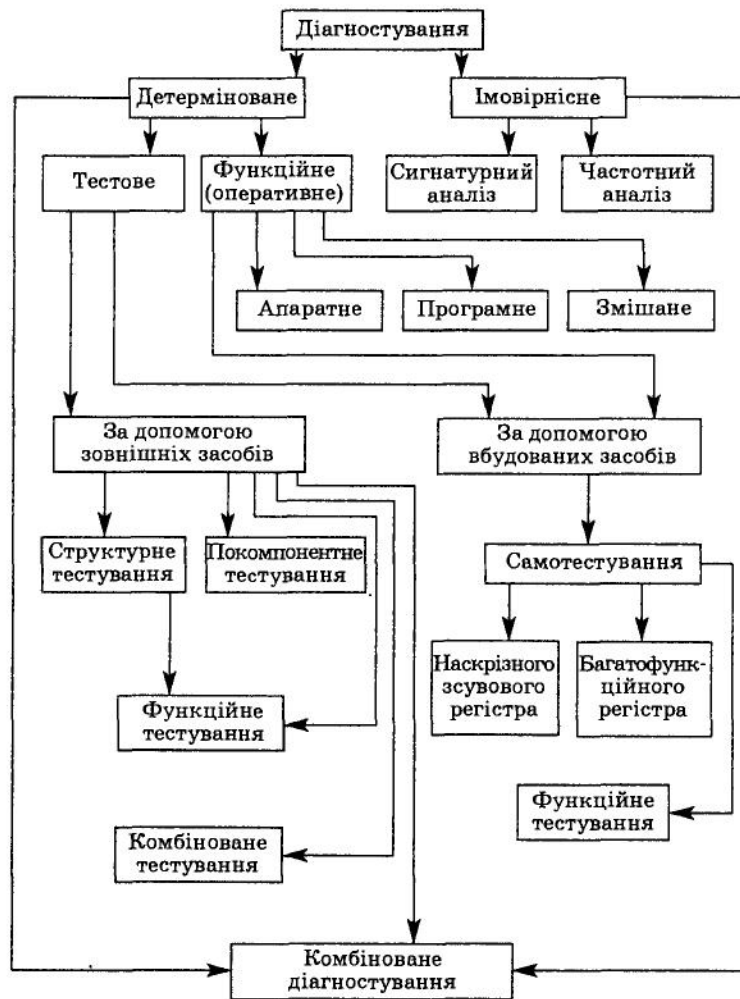 Діагностування
Детерміноване
Імовірнісне
Тестове
Функційне
(оперативне)
Сигнатурний
аналіз
Частотний
аналіз
Апаратне
Програмне
Змішане
За допомогою
зовнішніх засобів
За допомогою
вбудованих засобів
Структурне
тестування
Покомпонентне
тестування
Самотестування
Наскрізного
зсувового
регістра
Багатофунк-
ційного
регістра
Функційне
тестування
Функційне
тестування
Комбіноване
тестування
Комбіноване
діагностування